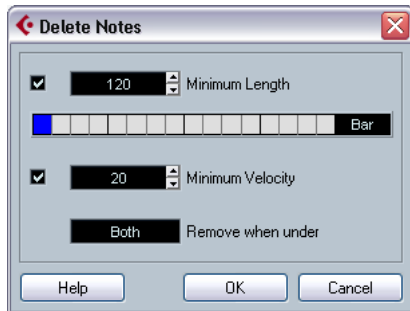 Delete Notes
120 Minimum Length
Bar
20 Minimum Velocity
Both Remove when under
Help OK Cancel